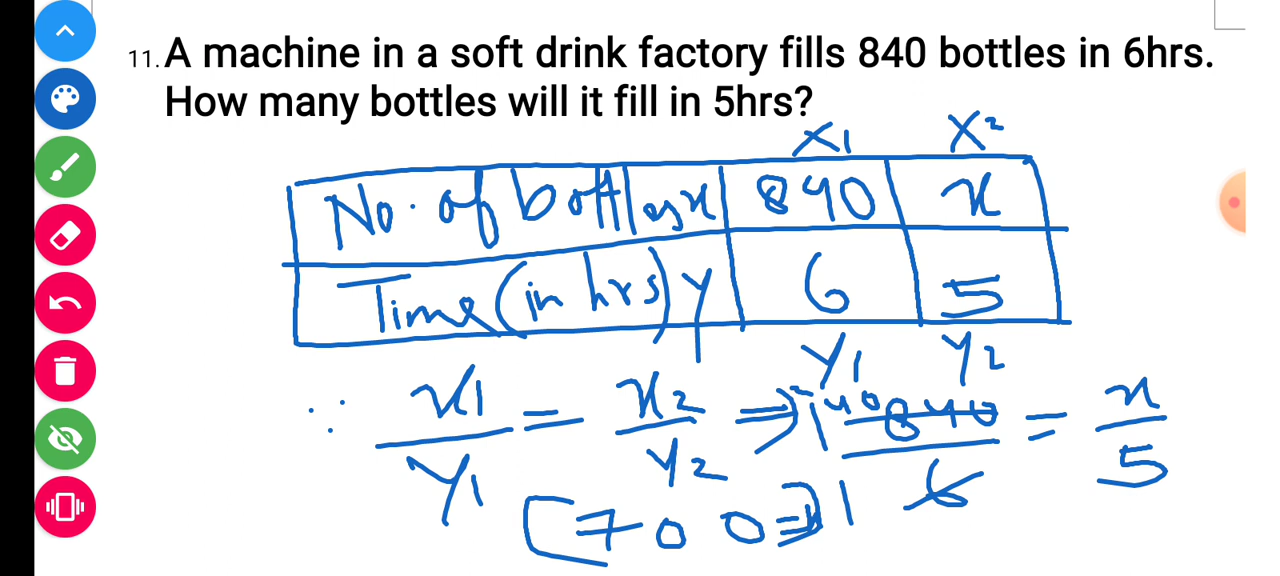 11. A machine in a soft drink factory fills 840 bottles in 6hrs.
How many bottles will it fill in 5hrs?
X1 X2
No. of bottles x 840 x
Time (in hrs) y 6 5
Y1 Y2
∵ x1/y1 = x2/y2 ⇒ 140 840/6 = x/5
700 = x 1